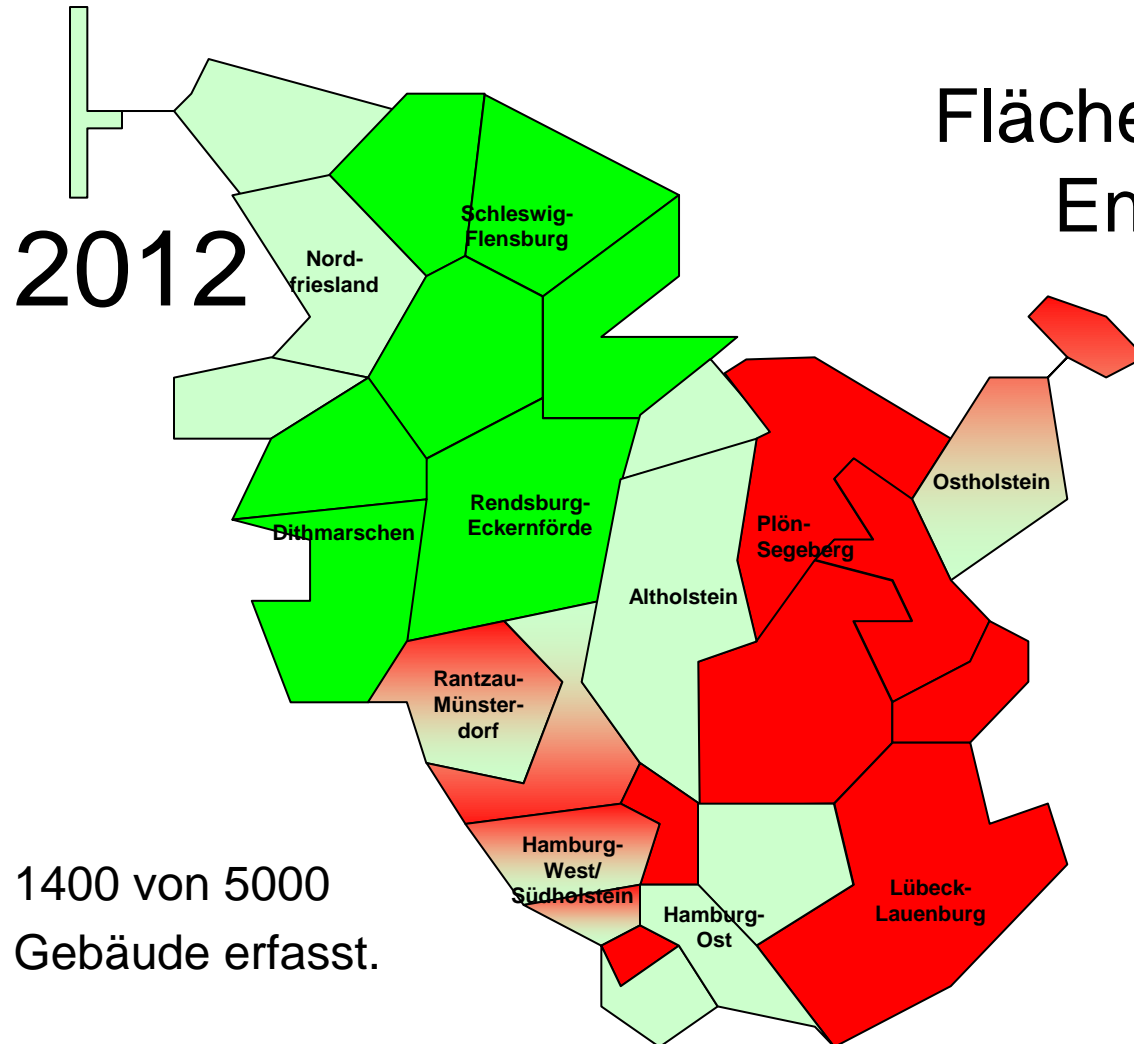 Fläche
En
2012
Schleswig-
Flensburg
Nord-
friesland
Ostholstein
Rendsburg-
Eckernförde
Dithmarschen
Plön-
Segeberg
Altholstein
Rantzau-
Münster-
dorf
Hamburg-
West/
Südholstein
Hamburg-
Ost
Lübeck-
Lauenburg
1400 von 5000
Gebäude erfasst.